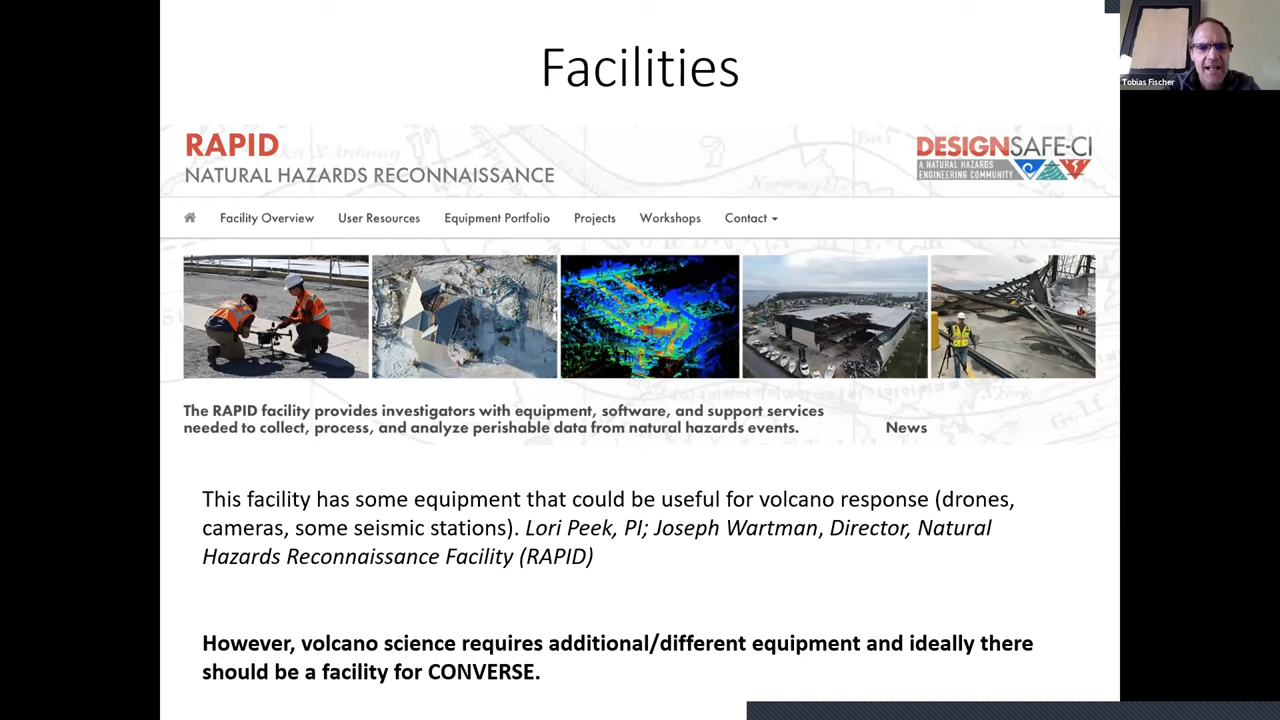 Facilities
Tobias Fischer
RAPID
NATURAL HAZARDS RECONNAISSANCE
DESIGNSAFE-CI
A NATURAL HAZARDS
ENGINEERING COMMUNITY
Facility Overview User Resources Equipment Portfolio Projects Workshops Contact
The RAPID facility provides investigators with equipment, software, and support services
needed to collect, process, and analyze perishable data from natural hazards events.
News
This facility has some equipment that could be useful for volcano response (drones,
cameras, some seismic stations). Lori Peek, PI; Joseph Wartman, Director, Natural
Hazards Reconnaissance Facility (RAPID)
However, volcano science requires additional/different equipment and ideally there
should be a facility for CONVERSE.